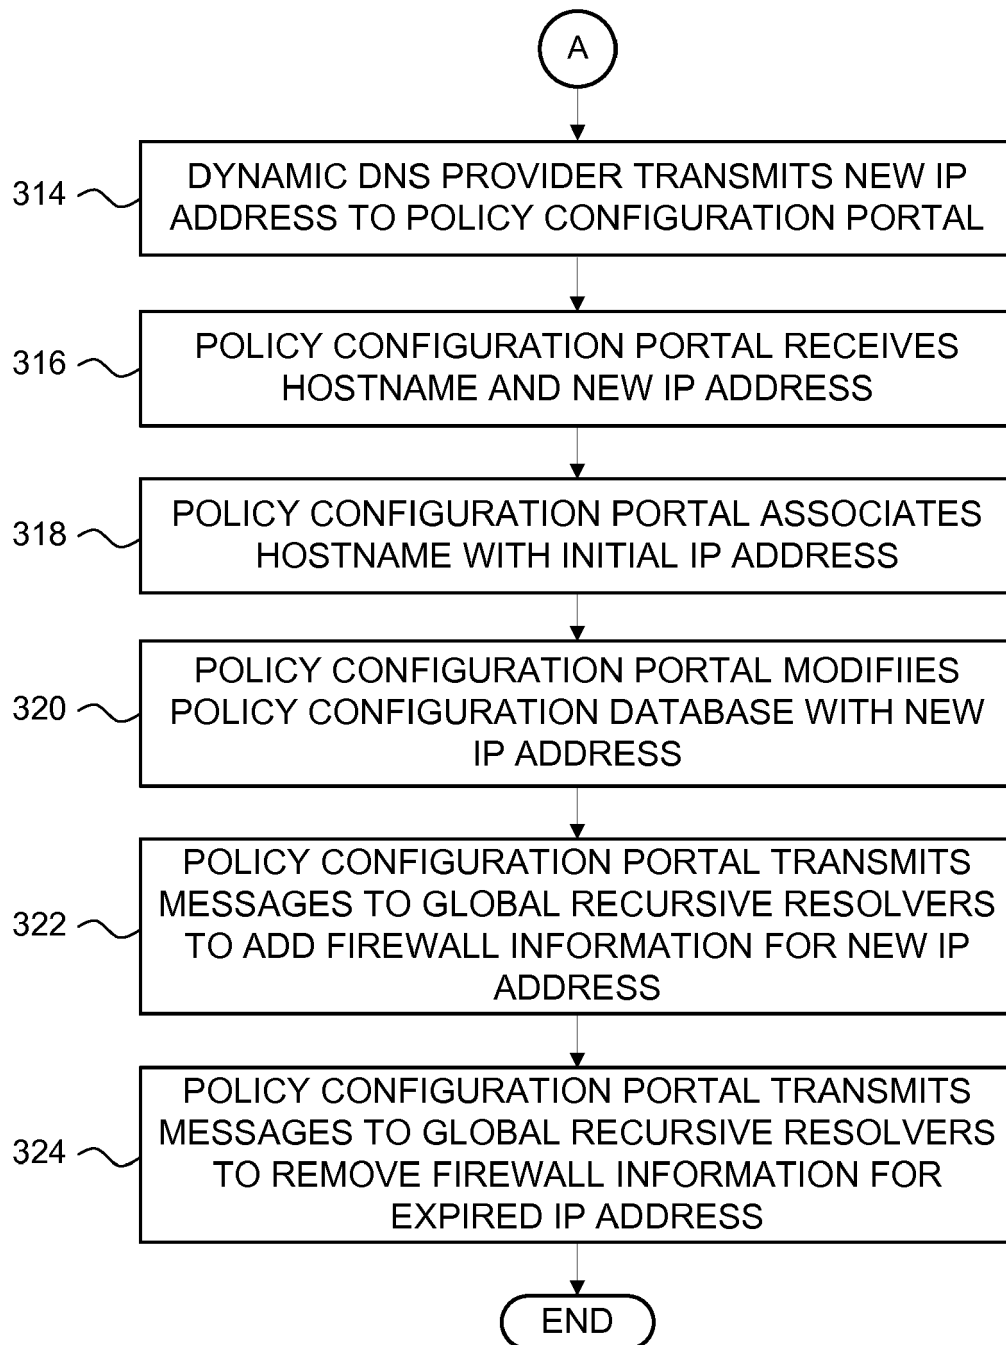 A
314
DYNAMIC DNS PROVIDER TRANSMITS NEW IP
ADDRESS TO POLICY CONFIGURATION PORTAL
316
POLICY CONFIGURATION PORTAL RECEIVES
HOSTNAME AND NEW IP ADDRESS
318
POLICY CONFIGURATION PORTAL ASSOCIATES
HOSTNAME WITH INITIAL IP ADDRESS
320
POLICY CONFIGURATION PORTAL MODIFIIES
POLICY CONFIGURATION DATABASE WITH NEW
IP ADDRESS
322
POLICY CONFIGURATION PORTAL TRANSMITS
MESSAGES TO GLOBAL RECURSIVE RESOLVERS
TO ADD FIREWALL INFORMATION FOR NEW IP
ADDRESS
324
POLICY CONFIGURATION PORTAL TRANSMITS
MESSAGES TO GLOBAL RECURSIVE RESOLVERS
TO REMOVE FIREWALL INFORMATION FOR
EXPIRED IP ADDRESS
END